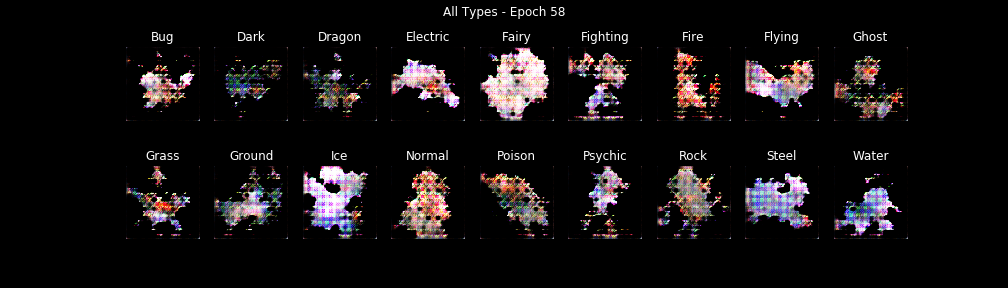 All Types - Epoch 58
Bug Dark Dragon Electric Fairy Fighting Fire Flying Ghost
Grass Ground Ice Normal Poison Psychic Rock Steel Water